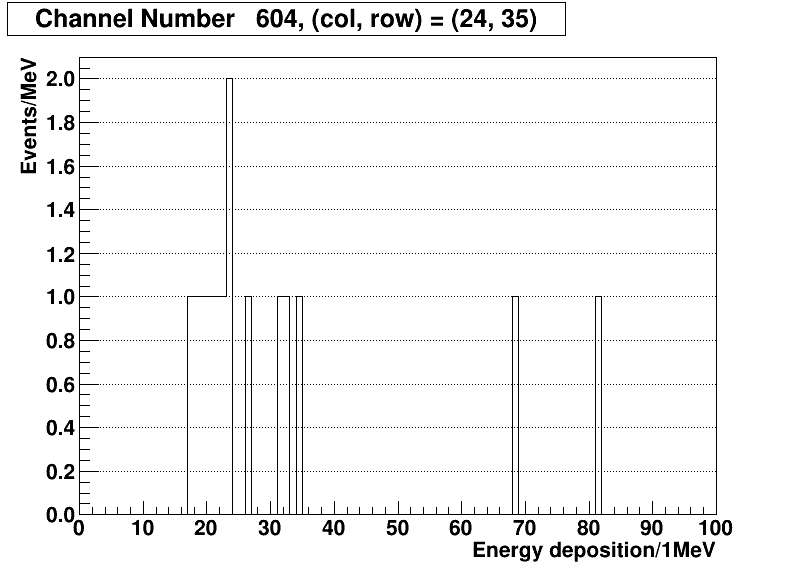 Channel Number 604, (col, row) = (24, 35)
Events/MeV
2.0
1.8
1.6
1.4
1.2
1.0
0.8
0.6
0.4
0.2
0.0
0 10 20 30 40 50 60 70 80 90 100
Energy deposition/1MeV